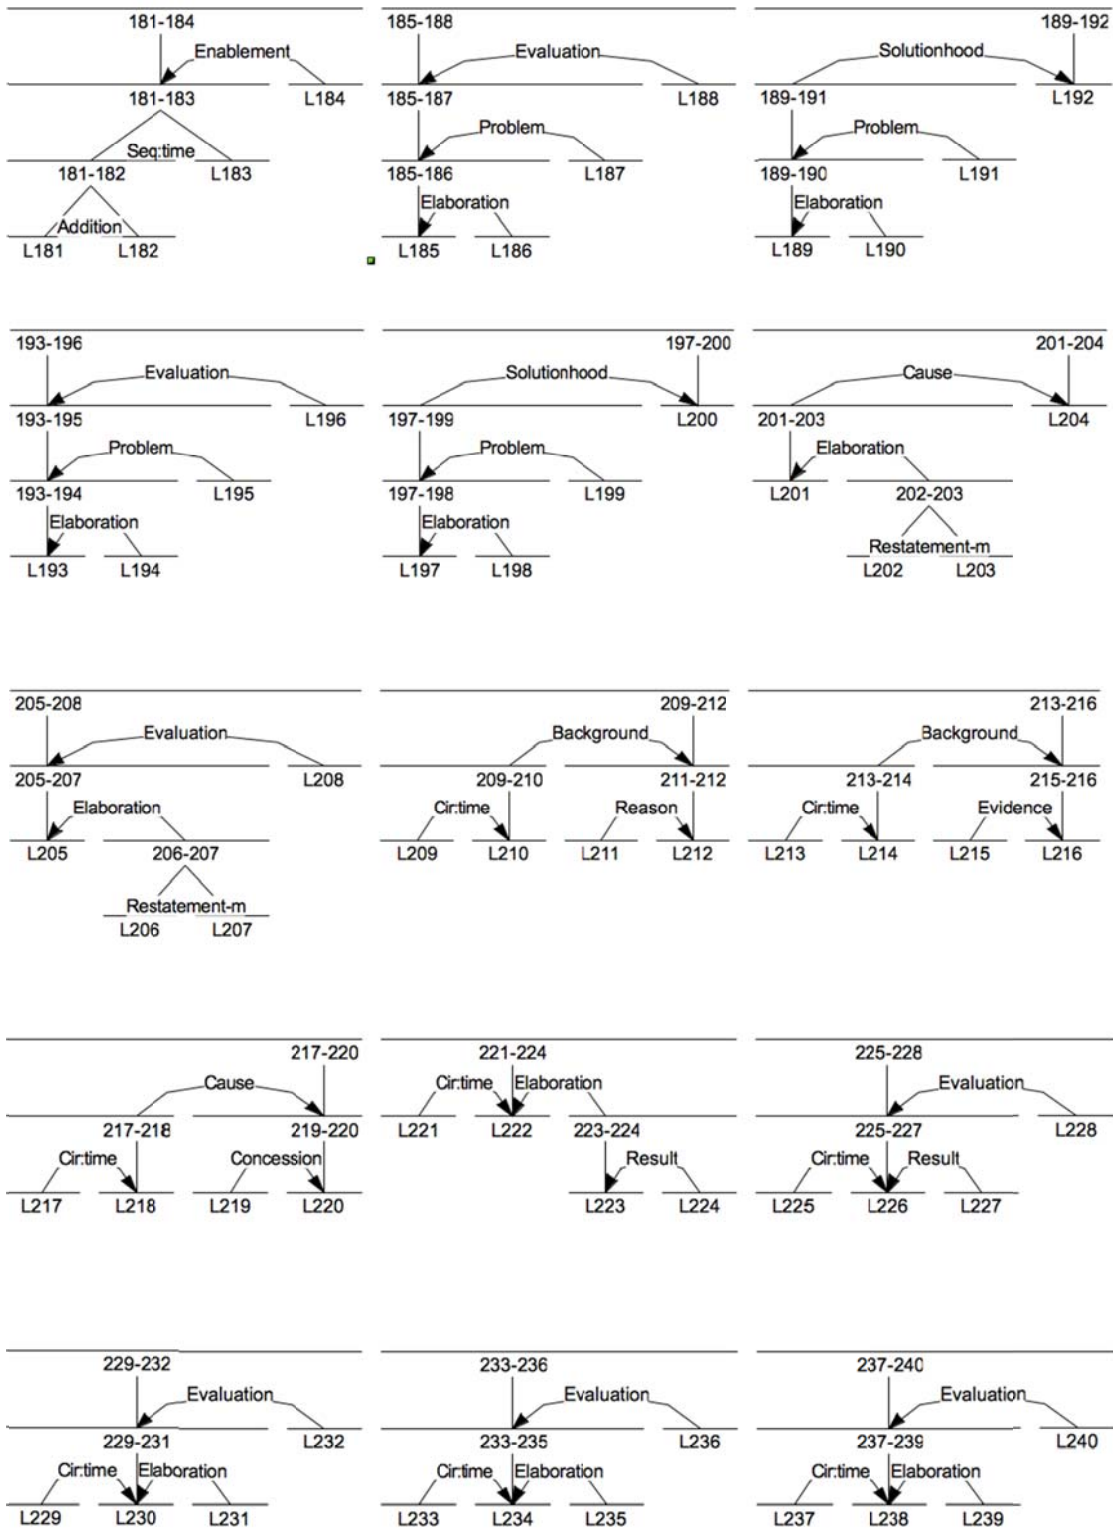 181-184 185-188 189-192
Enablement Evaluation Solutionhood
181-183 L184 185-187 L188 189-191 L192
Seq:time Problem Problem
181-182 L183 185-186 L187 189-190 L191
Addition Elaboration Elaboration
L181 L182 L185 L186 L189 L190
193-196 197-200 201-204
Evaluation Solutionhood Cause
193-195 L196 197-199 L200 201-203 L204
Problem Problem Elaboration
193-194 L195 197-198 L199 L201 202-203
Elaboration Elaboration Restatement-m
L193 L194 L197 L198 L202 L203
205-208 209-212 213-216
Evaluation Background Background
205-207 L208 209-210 211-212 213-214 215-216
Elaboration Cir:time Reason Cir:time Evidence
L205 206-207 L209 L210 L211 L212 L213 L214 L215 L216
Restatement-m
L206 L207
217-220 221-224 225-228
Cause Cir:time Elaboration Evaluation
217-218 219-220 L221 L222 223-224 225-227 L228
Cir:time Concession Result Cir:time Result
L217 L218 L219 L220 L223 L224 L225 L226 L227
229-232 233-236 237-240
Evaluation Evaluation Evaluation
229-231 L232 233-235 L236 237-239 L240
Cir:time Elaboration Cir:time Elaboration Cir:time Elaboration
L229 L230 L231 L233 L234 L235 L237 L238 L239